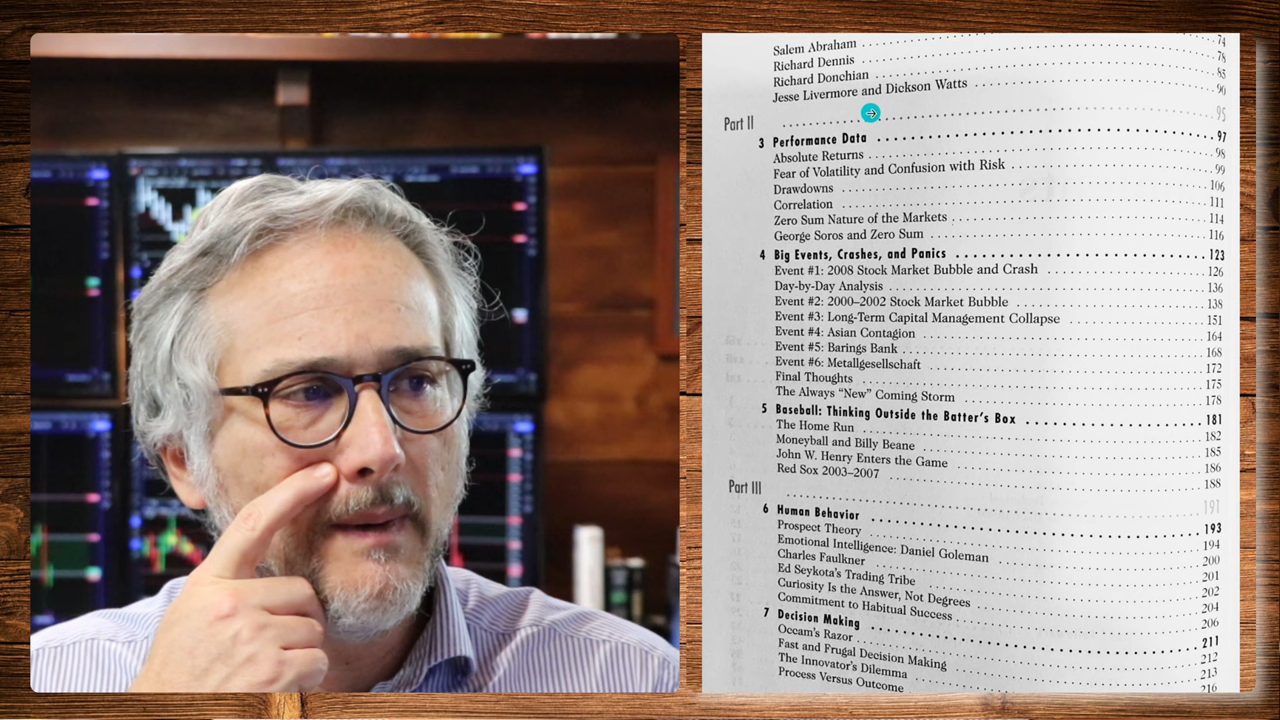 Salem Abraham . . . . . . . . . . 74
Richard Dennis . . . . . . . . . . 78
Richard Donchian . . . . . . . . . . 85
Jesse Livermore and Dickson Watts . . . . . . . . . . 90
Part II . . . . . . . . . . 95
3 Performance Data . . . . . . . . . . 97
Absolute Returns . . . . . . . . . . 98
Fear of Volatility and Confusion with Risk . . . . . . . . . . 99
Drawdowns . . . . . . . . . . 106
Correlation . . . . . . . . . . 111
Zero Sum Nature of the Markets . . . . . . . . . . 114
George Soros and Zero Sum . . . . . . . . . . 116
4 Big Events, Crashes, and Panics . . . . . . . . . . 123
Event #1: 2008 Stock Market Bubble and Crash . . . . . . . . . . 126
Day-by-Day Analysis . . . . . . . . . . 136
Event #2: 2000–2002 Stock Market Bubble . . . . . . . . . . 138
Event #3: Long-Term Capital Management Collapse . . . . . . . . . . 151
Event #4: Asian Contagion . . . . . . . . . . 164
Event #5: Barings Bank . . . . . . . . . . 168
Event #6: Metallgesellschaft . . . . . . . . . . 172
Final Thoughts . . . . . . . . . . 175
The Always “New” Coming Storm . . . . . . . . . . 178
5 Baseball: Thinking Outside the Batter’s Box . . . . . . . . . . 181
The Home Run . . . . . . . . . . 182
Moneyball and Billy Beane . . . . . . . . . . 185
John W. Henry Enters the Game . . . . . . . . . . 186
Red Sox 2003–2007 . . . . . . . . . . 188
Part III . . . . . . . . . . 191
6 Human Behavior . . . . . . . . . . 193
Prospect Theory . . . . . . . . . . 194
Emotional Intelligence: Daniel Goleman . . . . . . . . . . 200
Charles Faulkner . . . . . . . . . . 201
Ed Seykota’s Trading Tribe . . . . . . . . . . 202
Curiosity Is the Answer, Not Degrees . . . . . . . . . . 204
Commitment to Habitual Success . . . . . . . . . . 206
7 Decision Making . . . . . . . . . . 211
Occam’s Razor . . . . . . . . . . 212
Fast and Frugal Decision Making . . . . . . . . . . 213
The Innovator’s Dilemma . . . . . . . . . . 216
Process Versus Outcome